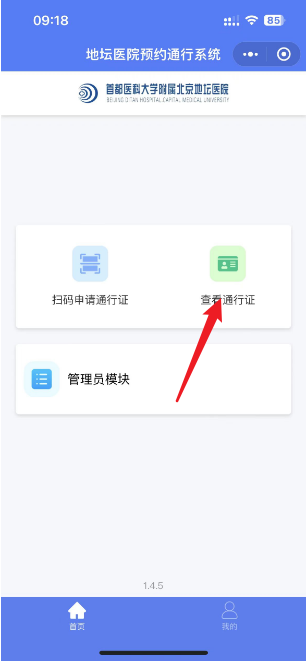 09:18
85
地坛医院预约通行系统
首都医科大学附属北京地坛医院
BEIJING DITAN HOSPITAL CAPITAL MEDICAL UNIVERSITY
扫码申请通行证
查看通行证
管理员模块
1.4.5
首页
我的